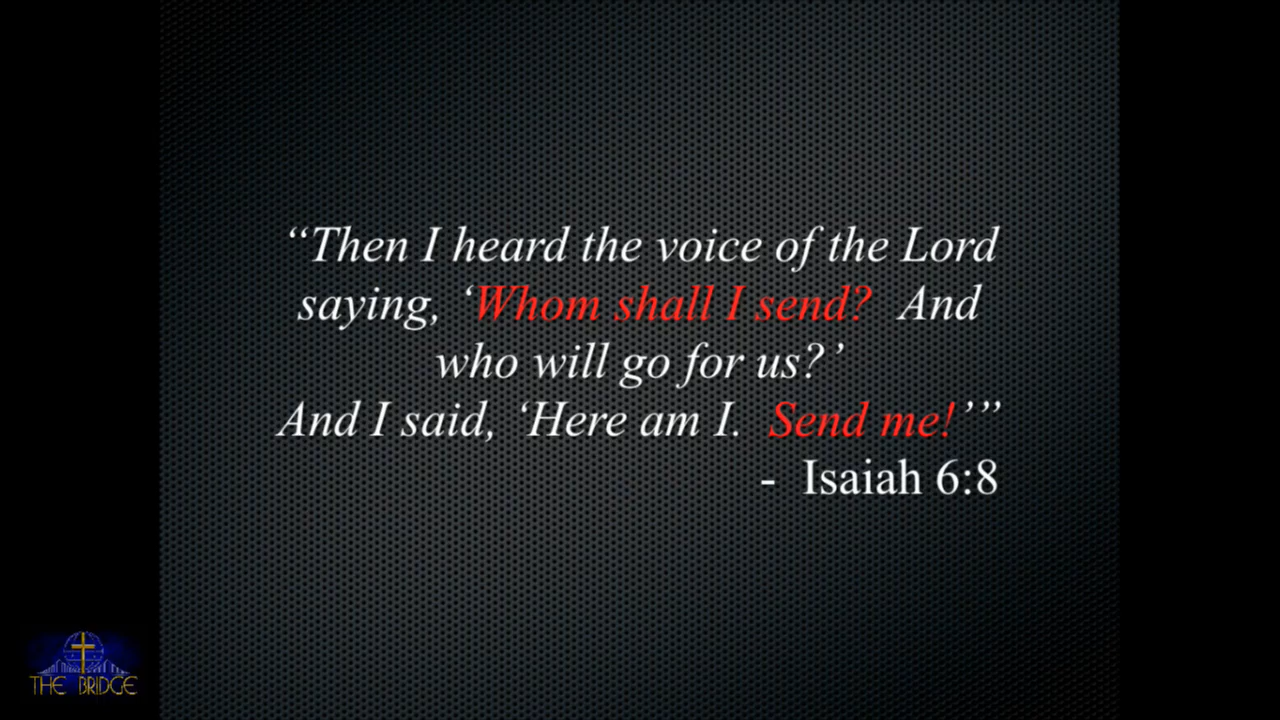 “Then I heard the voice of the Lord
saying, ‘Whom shall I send?  And
who will go for us?’
And I said, ‘Here am I.  Send me!’”
-  Isaiah 6:8
THE BRIDGE